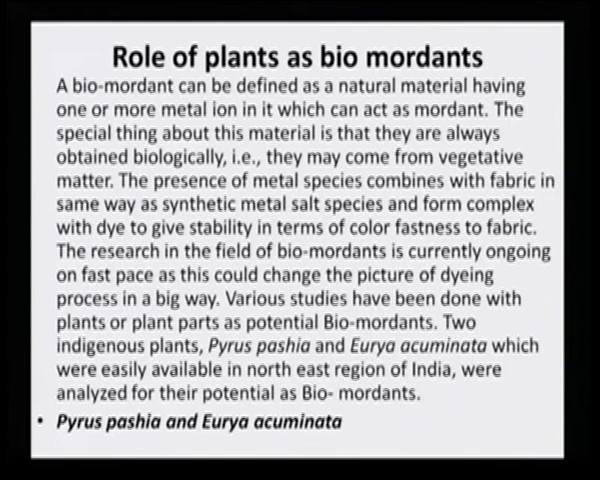 Role of plants as bio mordants
A bio-mordant can be defined as a natural material having
one or more metal ion in it which can act as mordant. The
special thing about this material is that they are always
obtained biologically, i.e., they may come from vegetative
matter. The presence of metal species combines with fabric in
same way as synthetic metal salt species and form complex
with dye to give stability in terms of color fastness to fabric.
The research in the field of bio-mordants is currently ongoing
on fast pace as this could change the picture of dyeing
process in a big way. Various studies have been done with
plants or plant parts as potential Bio-mordants. Two
indigenous plants, Pyrus pashia and Eurya acuminata which
were easily available in north east region of India, were
analyzed for their potential as Bio- mordants.
• Pyrus pashia and Eurya acuminata